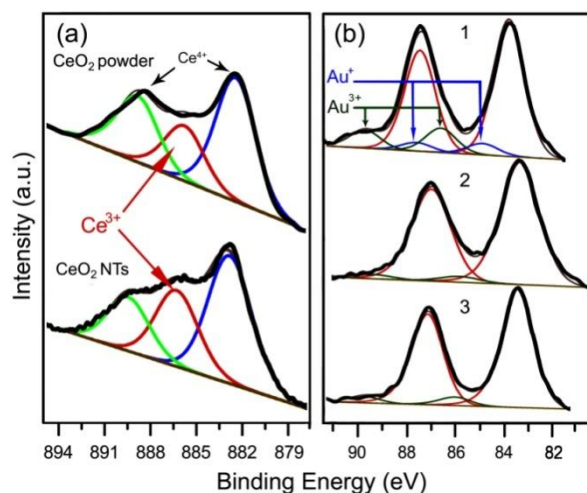 (a)
Ce⁴⁺
CeO₂ powder
Ce³⁺
CeO₂ NTs
(b)
1
Au⁺
Au³⁺
2
3
Intensity (a.u.)
894 891 888 885 882 879
90 88 86 84 82
Binding Energy (eV)